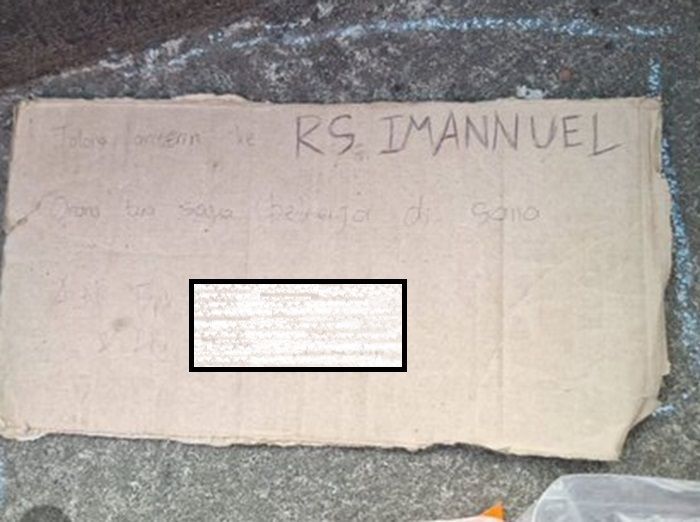 Tolong anterin ke RS. IMANNUEL
Orang tua saya bekerja di sana